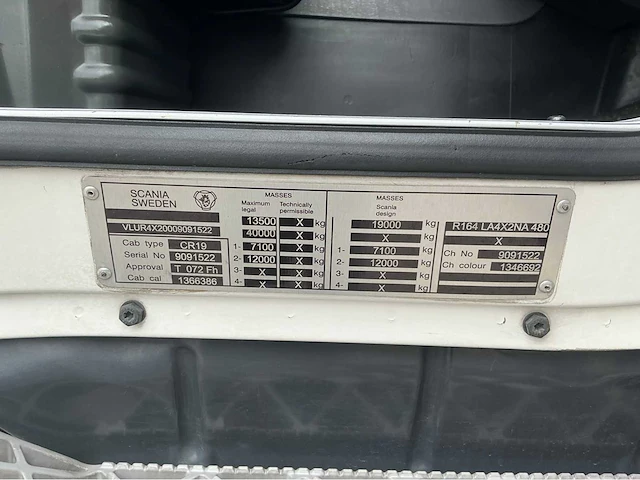 SCANIA
SWEDEN
VLUR4X20009091522
Cab type CR19
Serial No 9091522
Approval T 072 Fh
Cab cal 1366386
MASSES
Maximum legal Technically permissible
13500 X kg
40000 X kg
1- 7100 X kg
2- 12000 X kg
3- X X kg
4- X X kg
MASSES
Scania
design
19000 kg
X kg
1- 7100 kg
2- 12000 kg
3- X kg
4- X kg
R164 LA4X2NA 480
X
Ch No 9091522
Ch colour 1346692